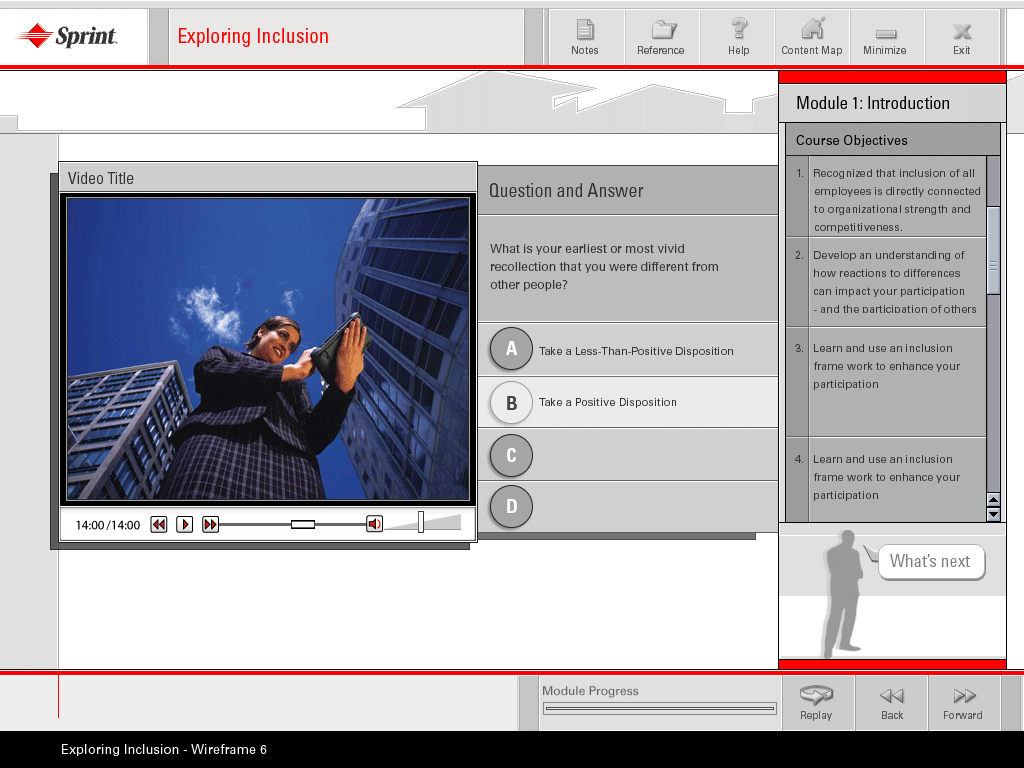 Sprint.
Exploring Inclusion
Notes
Reference
Help
Content Map
Minimize
Exit
Module 1: Introduction
Course Objectives
1. Recognized that inclusion of all
employees is directly connected
to organizational strength and
competitiveness.
2. Develop an understanding of
how reactions to differences
can impact your participation
- and the participation of others
3. Learn and use an inclusion
frame work to enhance your
participation
4. Learn and use an inclusion
frame work to enhance your
participation
Video Title
14:00/14:00
Question and Answer
What is your earliest or most vivid
recollection that you were different from
other people?
A Take a Less-Than-Positive Disposition
B Take a Positive Disposition
C
D
What's next
Module Progress
Replay
Back
Forward
Exploring Inclusion - Wireframe 6